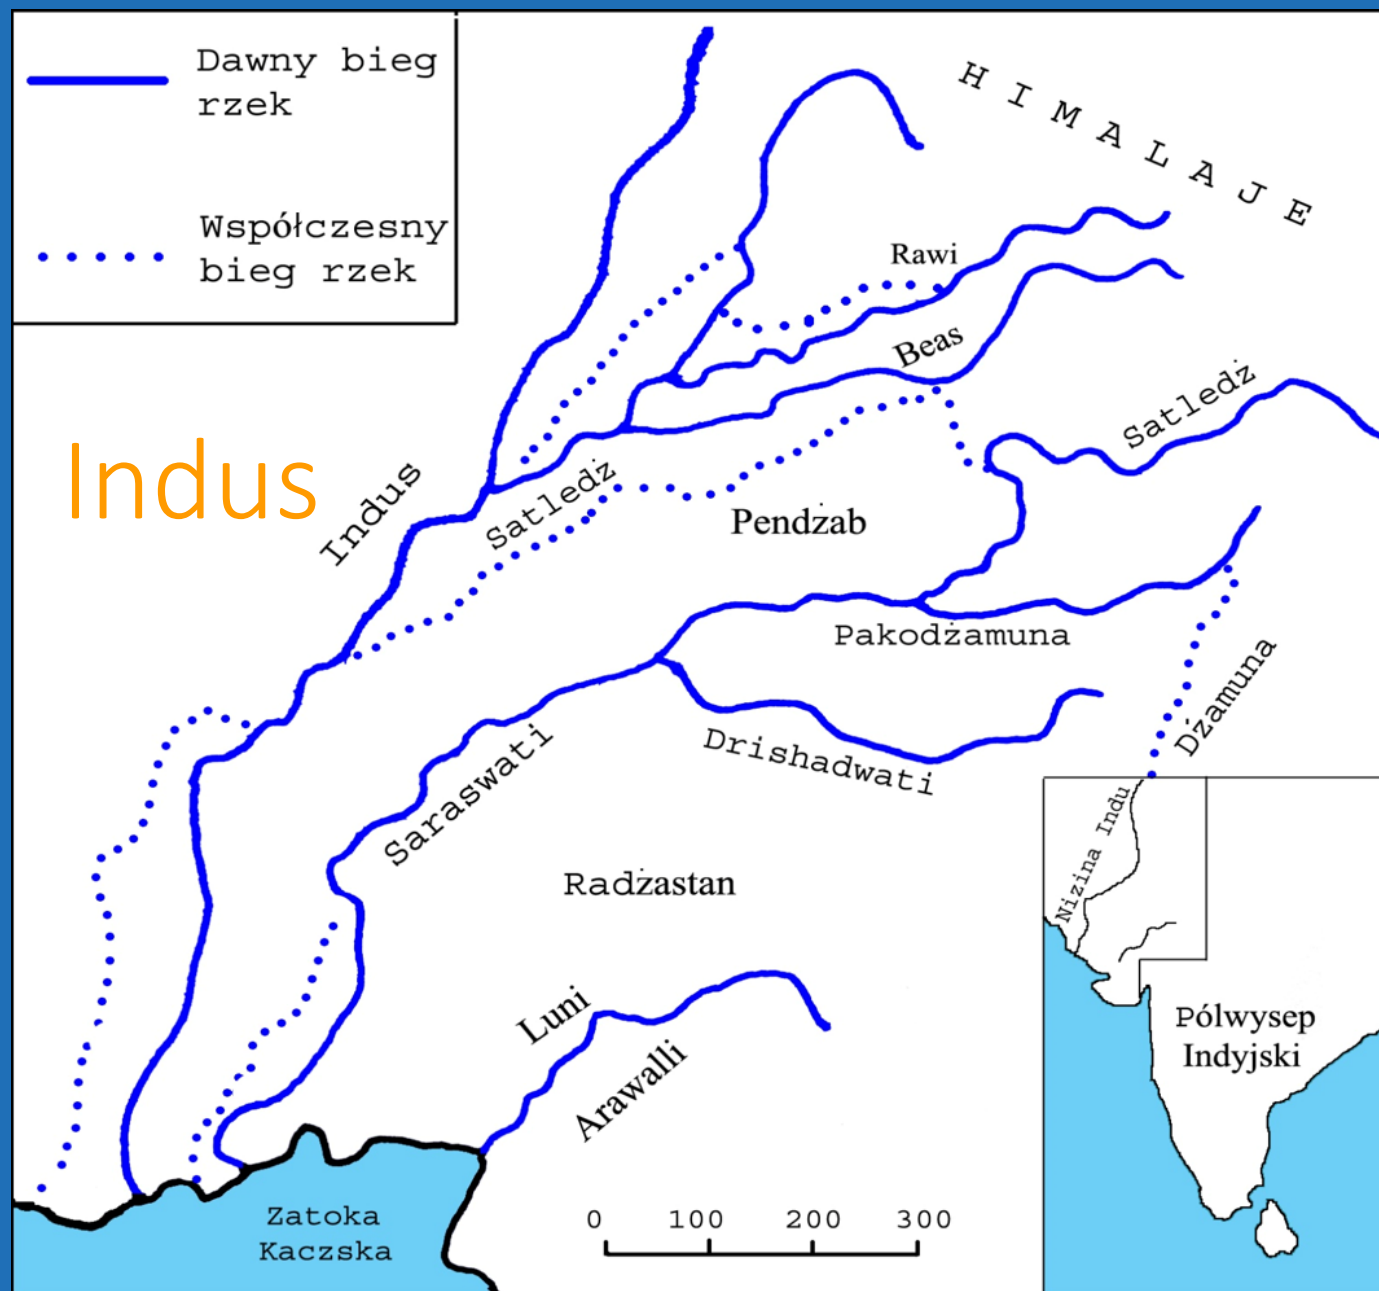 Dawny bieg
rzek
Współczesny
bieg rzek
HIMALAJE
Rawi
Beas
Satledż
Indus
Indus
Satledż
Pendżab
Pakodżamuna
Dżamuna
Drishadwati
Saraswati
Radżastan
Luni
Arawalli
Nizina Indu
Pólwysep
Indyjski
Zatoka
Kaczska
0 100 200 300